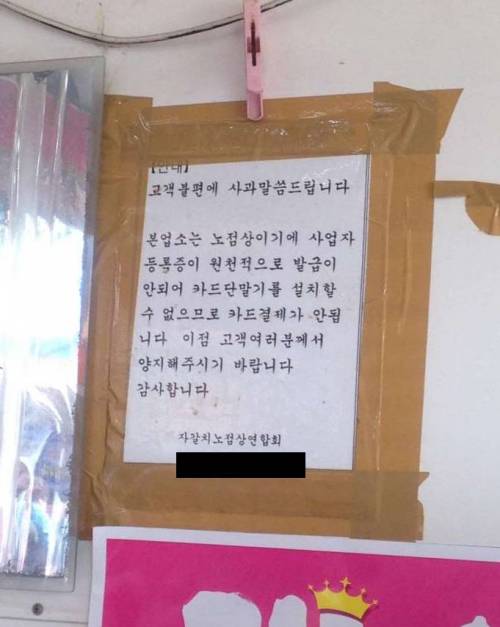 [안내]
고객불편에 사과말씀드립니다
본업소는 노점상이기에 사업자
등록증이 원천적으로 발급이
안되어 카드단말기를 설치할
수 없으므로 카드결제가 안됩
니다 이점 고객여러분께서
양지해주시기 바랍니다
감사합니다
자갈치노점상연합회